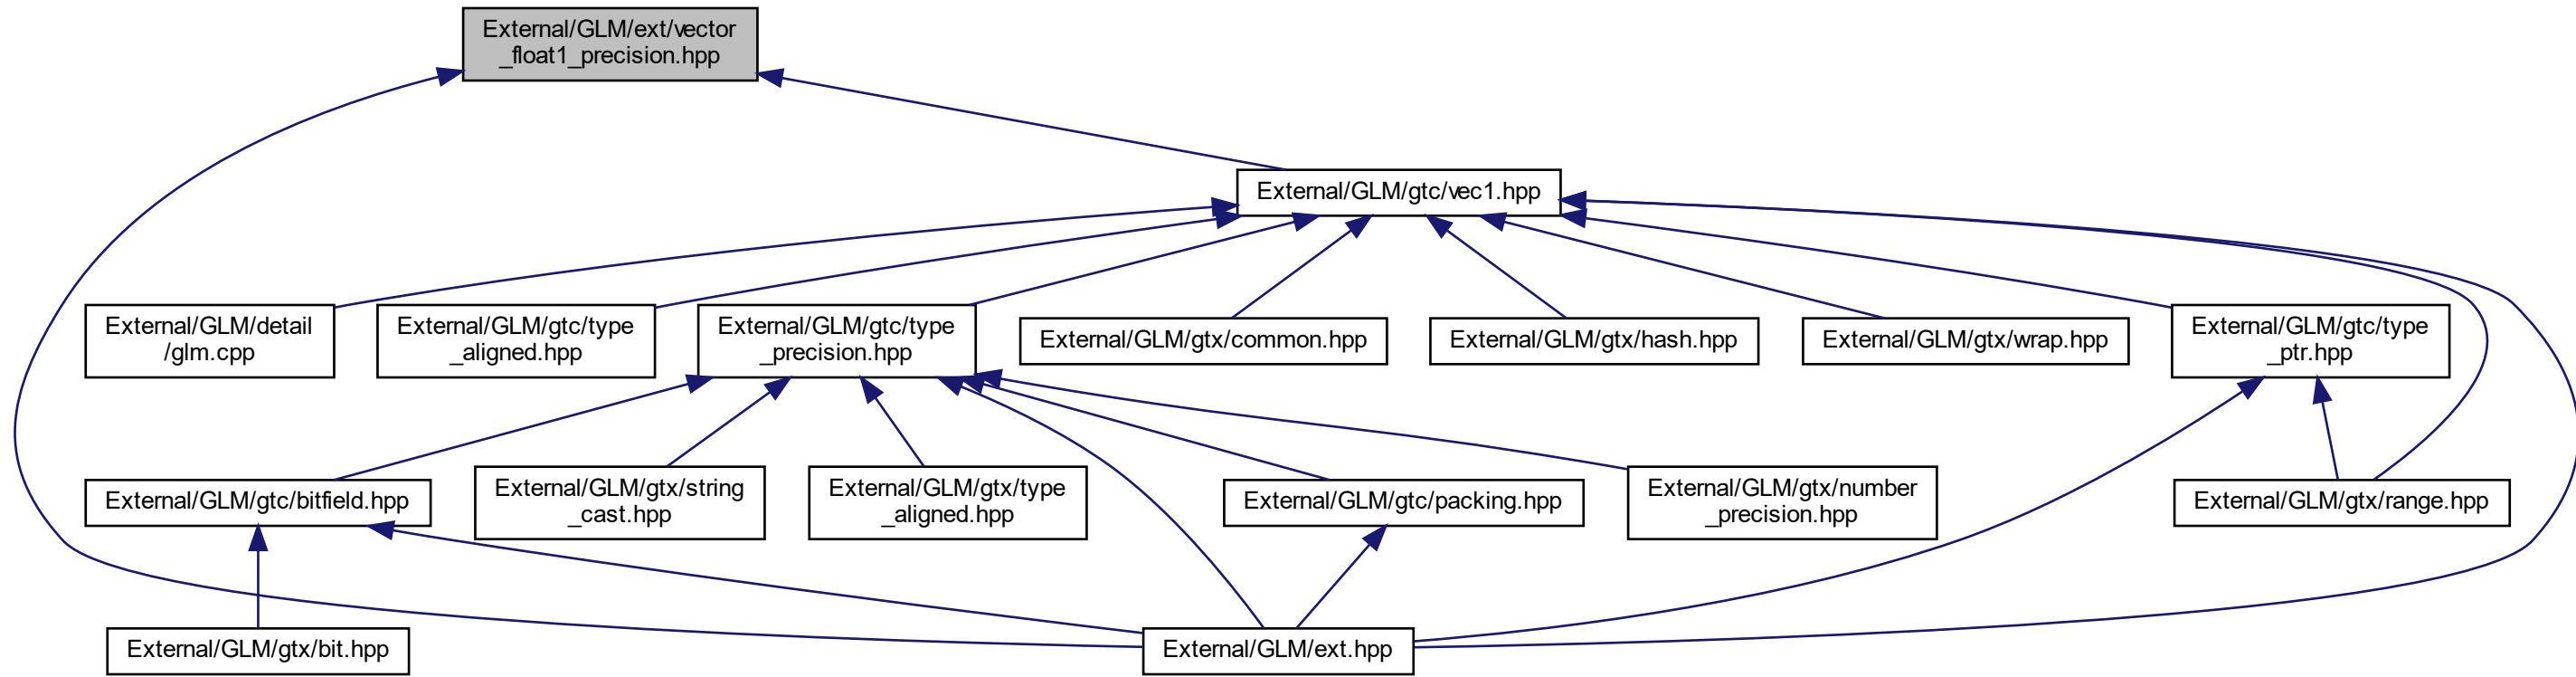 External/GLM/ext/vector
_float1_precision.hpp
External/GLM/gtc/vec1.hpp
External/GLM/detail
/glm.cpp
External/GLM/gtc/type
_aligned.hpp
External/GLM/gtc/type
_precision.hpp
External/GLM/gtx/common.hpp
External/GLM/gtx/hash.hpp
External/GLM/gtx/wrap.hpp
External/GLM/gtc/type
_ptr.hpp
External/GLM/gtc/bitfield.hpp
External/GLM/gtx/string
_cast.hpp
External/GLM/gtx/type
_aligned.hpp
External/GLM/gtc/packing.hpp
External/GLM/gtx/number
_precision.hpp
External/GLM/gtx/range.hpp
External/GLM/gtx/bit.hpp
External/GLM/ext.hpp